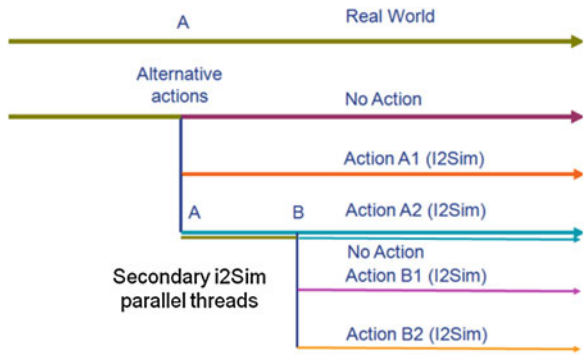 A
Real World
Alternative
actions
No Action
Action A1 (I2Sim)
A
B
Action A2 (I2Sim)
No Action
Secondary i2Sim
parallel threads
Action B1 (I2Sim)
Action B2 (I2Sim)